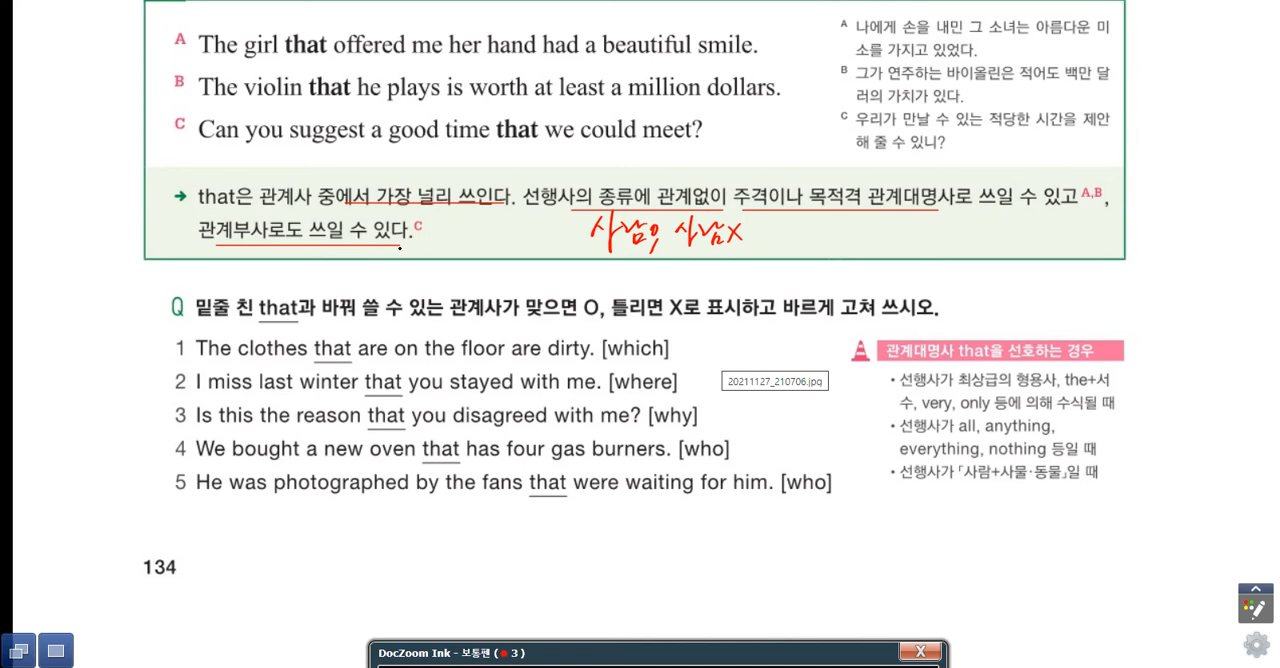 A The girl that offered me her hand had a beautiful smile.
B The violin that he plays is worth at least a million dollars.
C Can you suggest a good time that we could meet?
A 나에게 손을 내민 그 소녀는 아름다운 미
소를 가지고 있었다.
B 그가 연주하는 바이올린은 적어도 백만 달
러의 가치가 있다.
C 우리가 만날 수 있는 적당한 시간을 제안
해 줄 수 있니?
→ that은 관계사 중에서 가장 널리 쓰인다. 선행사의 종류에 관계없이 주격이나 목적격 관계대명사로 쓰일 수 있고A,B,
관계부사로도 쓰일 수 있다.C
사람o, 사람x
Q 밑줄 친 that과 바꿔 쓸 수 있는 관계사가 맞으면 O, 틀리면 X로 표시하고 바르게 고쳐 쓰시오.
1 The clothes that are on the floor are dirty. [which]
2 I miss last winter that you stayed with me. [where]
3 Is this the reason that you disagreed with me? [why]
4 We bought a new oven that has four gas burners. [who]
5 He was photographed by the fans that were waiting for him. [who]
20211127_210706.jpg
관계대명사 that을 선호하는 경우
• 선행사가 최상급의 형용사, the+서
수, very, only 등에 의해 수식될 때
• 선행사가 all, anything,
everything, nothing 등일 때
• 선행사가 「사람+사물·동물」일 때
134
DocZoom Ink - 보통펜 ( ● 3 )
X